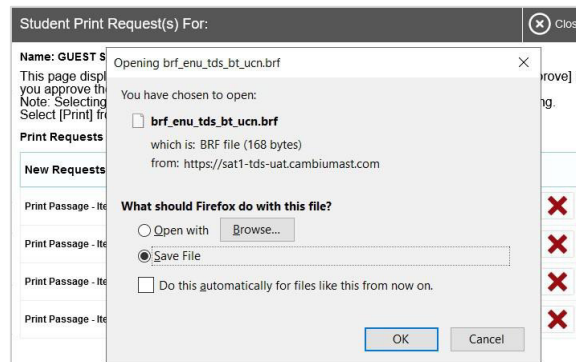 Student Print Request(s) For:
Clos
Name: GUEST S
This page displ
rove]
you approve the
Note: Selecting
ng.
Select [Print] fr
Print Requests
New Requests
Print Passage - Ite
Print Passage - Ite
Print Passage - Ite
Print Passage - Ite
Opening brf_enu_tds_bt_ucn.brf
You have chosen to open:
brf_enu_tds_bt_ucn.brf
which is: BRF file (168 bytes)
from: https://sat1-tds-uat.cambiumast.com
What should Firefox do with this file?
Open with
Browse...
Save File
Do this automatically for files like this from now on.
OK
Cancel